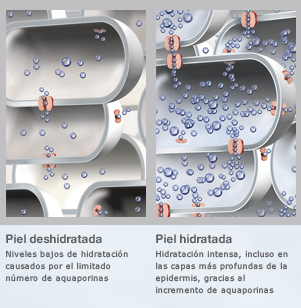 Piel deshidratada
Niveles bajos de hidratación
causados por el limitado
número de aquaporinas
Piel hidratada
Hidratación intensa, incluso en
las capas más profundas de la
epidermis, gracias al
incremento de aquaporinas